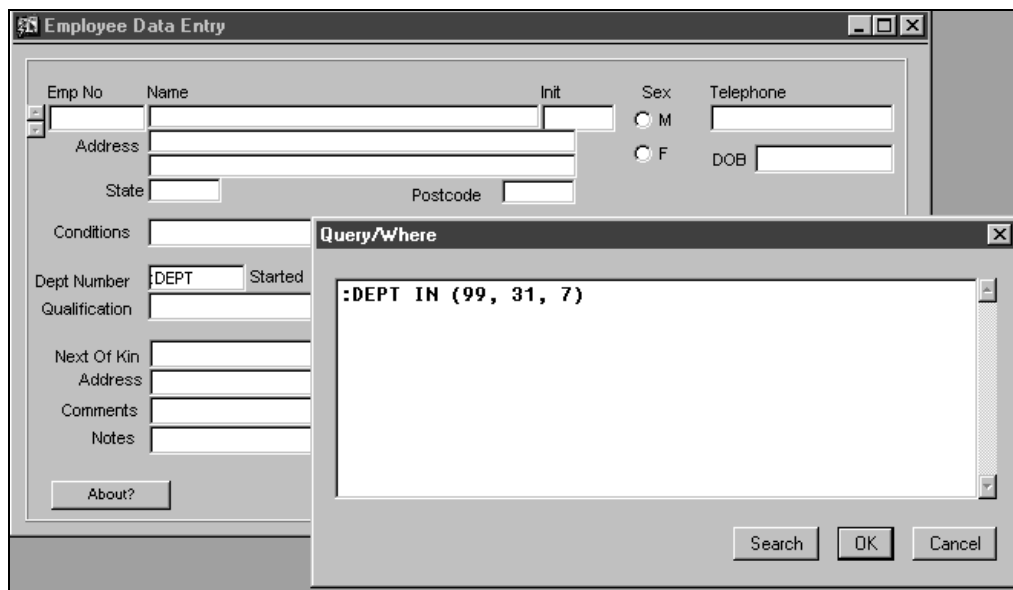 Employee Data Entry
Emp No Name Init Sex Telephone
M
Address
F DOB
State Postcode
Conditions
Query/Where
:DEPT IN (99, 31, 7)
Dept Number :DEPT Started
Qualification
Next Of Kin
Address
Comments
Notes
About?
Search OK Cancel